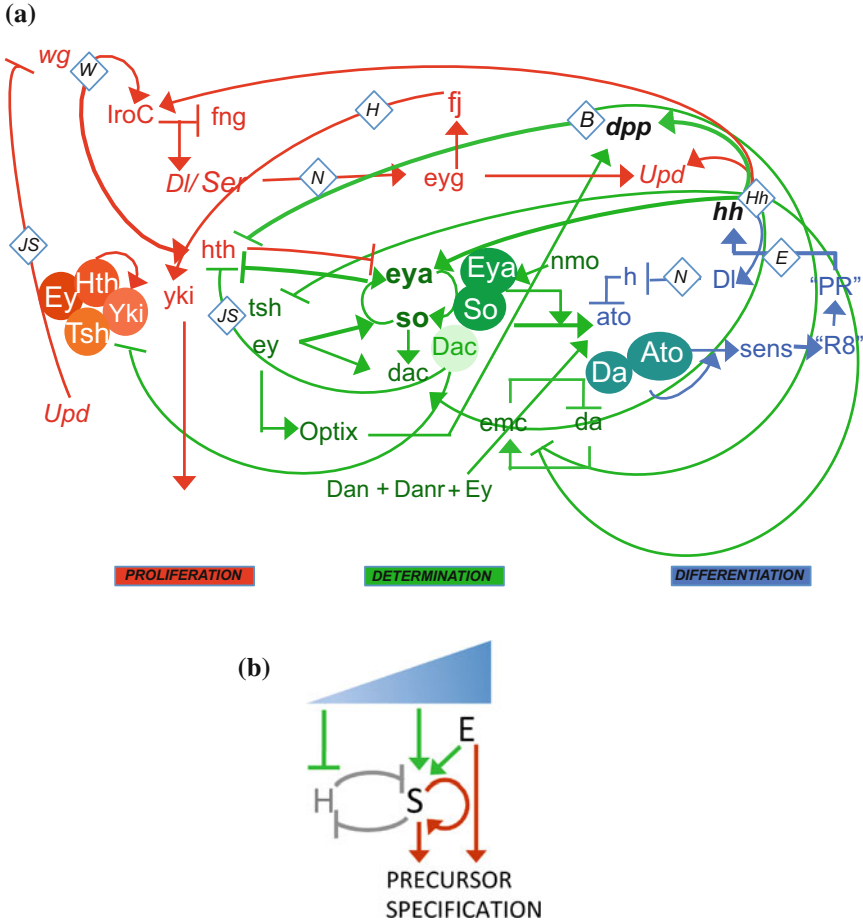 (a)
wg
W
IroC
fng
Dl/Ser
N
H
fj
eyg
B
dpp
Upd
Hh
hh
E
JS
Ey
Hth
Yki
Tsh
yki
hth
eya
Eya
nmo
h
N
Dl
"PR"
JS
tsh
so
So
ato
ey
Dac
dac
Da
Ato
sens
"R8"
Upd
Optix
emc
da
Dan + Danr + Ey
PROLIFERATION
DETERMINATION
DIFFERENTIATION
(b)
E
H
S
PRECURSOR
SPECIFICATION